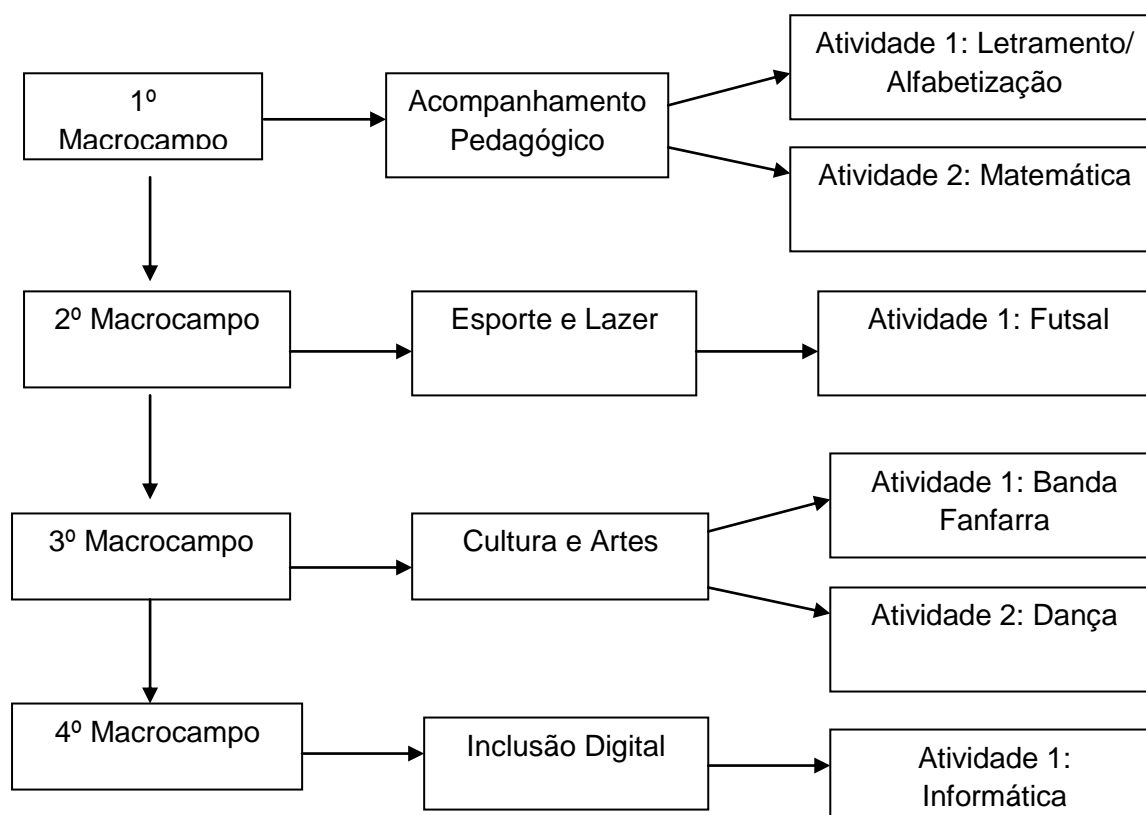 1º
Macrocampo
Acompanhamento
Pedagógico
Atividade 1: Letramento/
Alfabetização
Atividade 2: Matemática
2º Macrocampo
Esporte e Lazer
Atividade 1: Futsal
3º Macrocampo
Cultura e Artes
Atividade 1: Banda
Fanfarra
Atividade 2: Dança
4º Macrocampo
Inclusão Digital
Atividade 1:
Informática